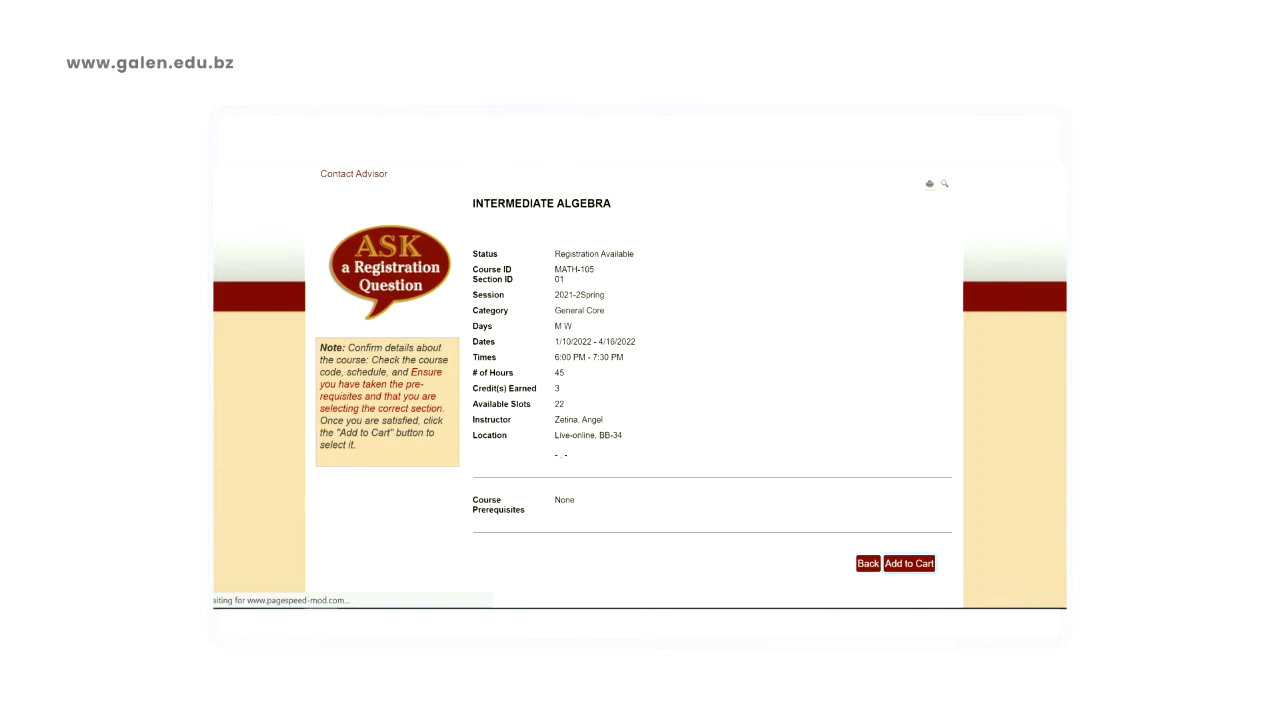 www.galen.edu.bz
Contact Advisor
INTERMEDIATE ALGEBRA
ASK
a Registration
Question
Note: Confirm details about
the course: Check the course
code, schedule, and Ensure
you have taken the pre-
requisites and that you are
selecting the correct section.
Once you are satisfied, click
the "Add to Cart" button to
select it.
Status Registration Available
Course ID MATH-105
Section ID 01
Session 2021-2Spring
Category General Core
Days M W
Dates 1/10/2022 - 4/16/2022
Times 6:00 PM - 7:30 PM
# of Hours 45
Credit(s) Earned 3
Available Slots 22
Instructor Zetina, Angel
Location Live-online, BB-34
- , -
Course None
Prerequisites
Back Add to Cart
aiting for www.pagespeed-mod.com...